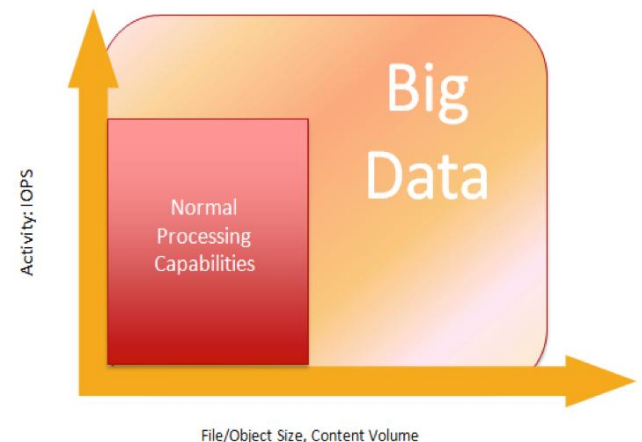 Big
Data
Normal
Processing
Capabilities
Activity: IOPS
File/Object Size, Content Volume